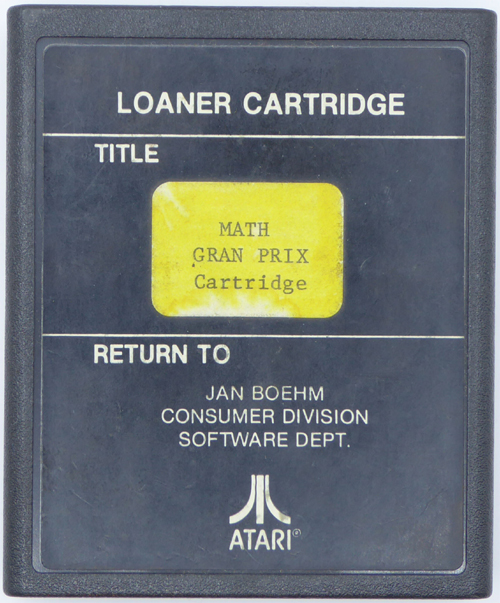 LOANER CARTRIDGE
TITLE
MATH
GRAN PRIX
Cartridge
RETURN TO
JAN BOEHM
CONSUMER DIVISION
SOFTWARE DEPT.
ATARI®